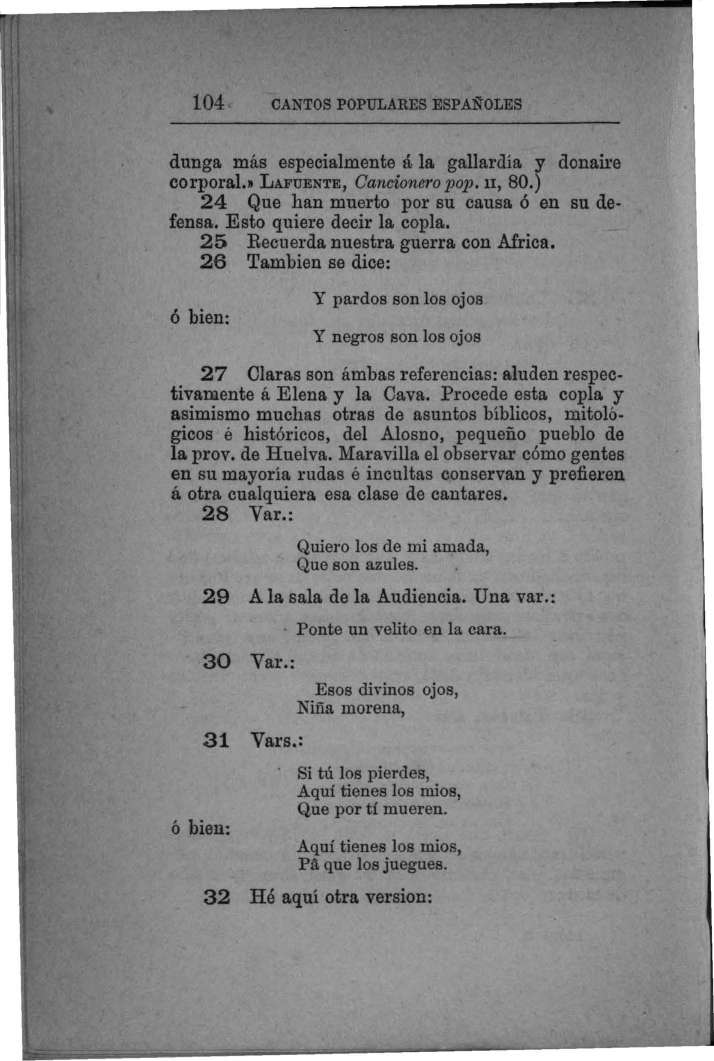 104 CANTOS POPULARES ESPAÑOLES
dunga más especialmente á la gallardía y donaire
corporal.» LAFUENTE, Cancionero pop. II, 80.)
24 Que han muerto por su causa ó en su de-
fensa. Esto quiere decir la copla.
25 Recuerda nuestra guerra con Africa.
26 Tambien se dice:
Y pardos son los ojos
ó bien:
Y negros son los ojos
27 Claras son ámbas referencias: aluden respec-
tivamente á Elena y la Cava. Procede esta copla y
asimismo muchas otras de asuntos bíblicos, mitoló-
gicos é históricos, del Alosno, pequeño pueblo de
la prov. de Huelva. Maravilla el observar cómo gentes
en su mayoría rudas é incultas conservan y prefieren
á otra cualquiera esa clase de cantares.
28 Var.:
Quiero los de mi amada,
Que son azules.
29 A la sala de la Audiencia. Una var.:
Ponte un velito en la cara.
30 Var.:
Esos divinos ojos,
Niña morena,
31 Vars.:
Si tú los pierdes,
Aquí tienes los mios,
Que por tí mueren.
ó bien:
Aquí tienes los mios,
Pâ que los juegues.
32 Hé aquí otra version: